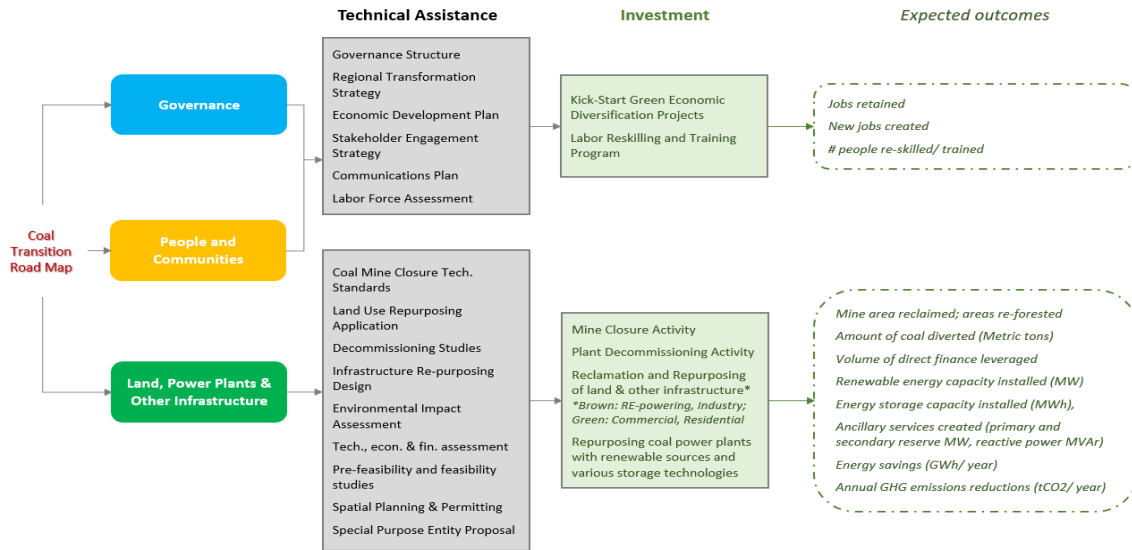 Technical Assistance
Investment
Expected outcomes
Coal
Transition
Road Map
Governance
People and
Communities
Land, Power Plants &
Other Infrastructure
Governance Structure
Regional Transformation
Strategy
Economic Development Plan
Stakeholder Engagement
Strategy
Communications Plan
Labor Force Assessment
Kick-Start Green Economic
Diversification Projects
Labor Reskilling and Training
Program
Jobs retained
New jobs created
# people re-skilled/ trained
Coal Mine Closure Tech.
Standards
Land Use Repurposing
Application
Decommissioning Studies
Infrastructure Re-purposing
Design
Environmental Impact
Assessment
Tech., econ. & fin. assessment
Pre-feasibility and feasibility
studies
Spatial Planning & Permitting
Special Purpose Entity Proposal
Mine Closure Activity
Plant Decommissioning Activity
Reclamation and Repurposing
of land & other infrastructure*
*Brown: RE-powering, Industry;
Green: Commercial, Residential
Repurposing coal power plants
with renewable sources and
various storage technologies
Mine area reclaimed; areas re-forested
Amount of coal diverted (Metric tons)
Volume of direct finance leveraged
Renewable energy capacity installed (MW)
Energy storage capacity installed (MWh),
Ancillary services created (primary and
secondary reserve MW, reactive power MVAr)
Energy savings (GWh/ year)
Annual GHG emissions reductions (tCO2/ year)